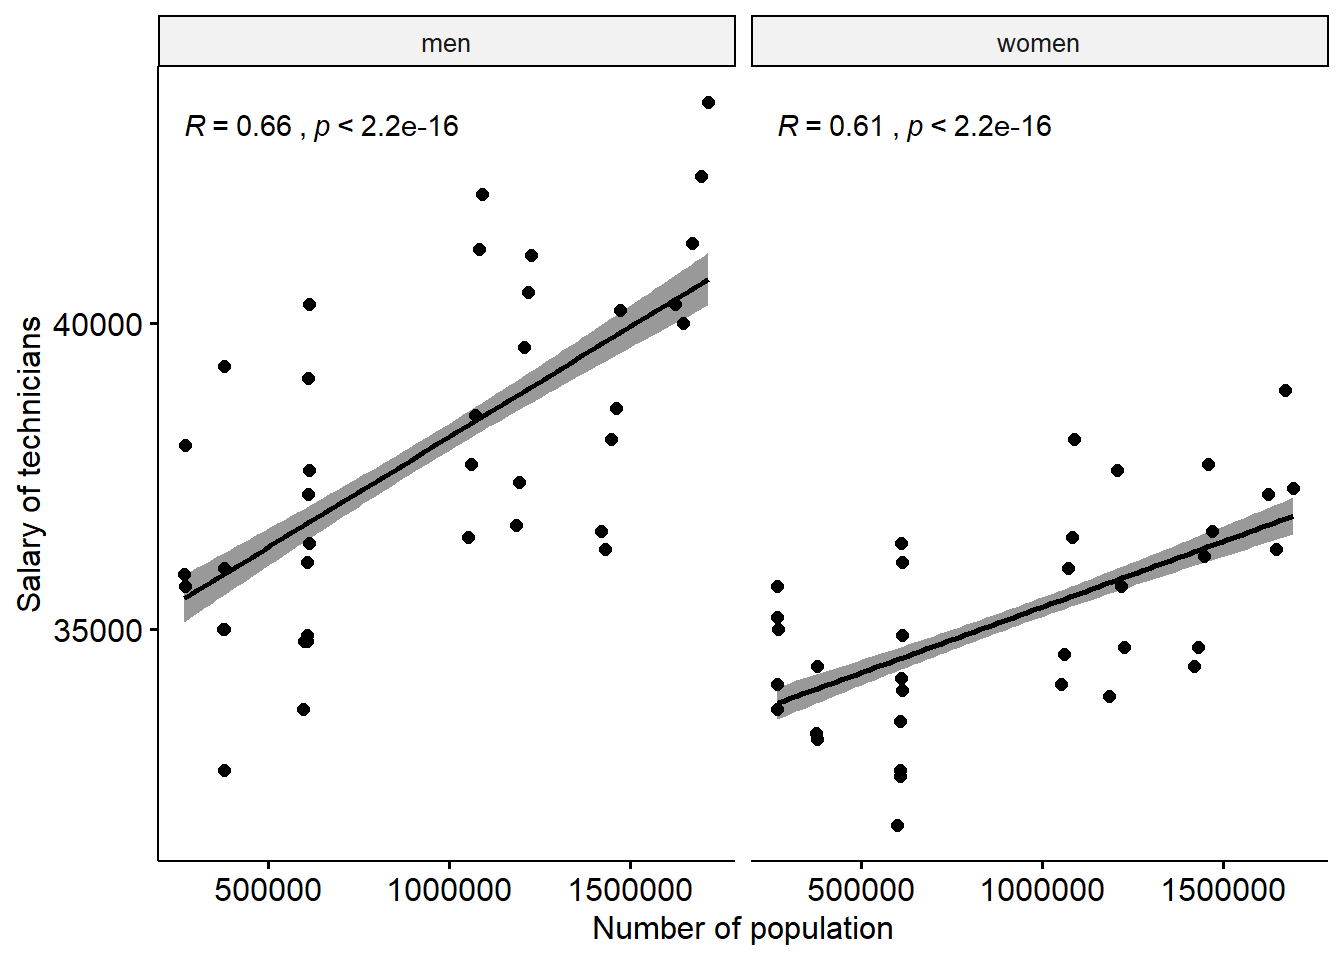 men
women
R = 0.66 , p < 2.2e-16
R = 0.61 , p < 2.2e-16
Salary of technicians
40000
35000
500000
1000000
1500000
500000
1000000
1500000
Number of population